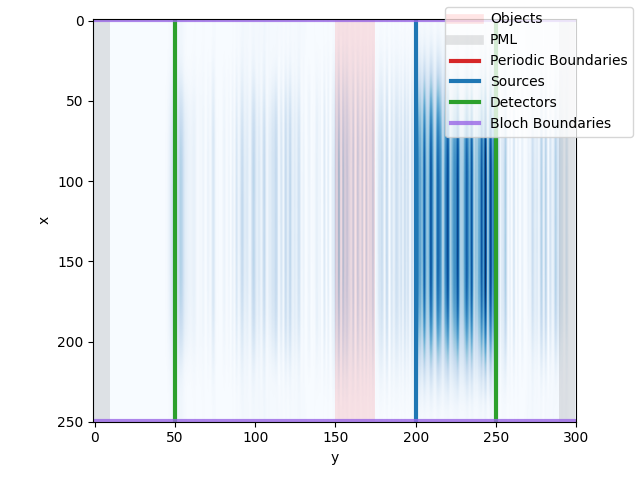 Objects
PML
Periodic Boundaries
Sources
Detectors
Bloch Boundaries
0
50
100
150
200
250
x
0
50
100
150
200
250
300
y